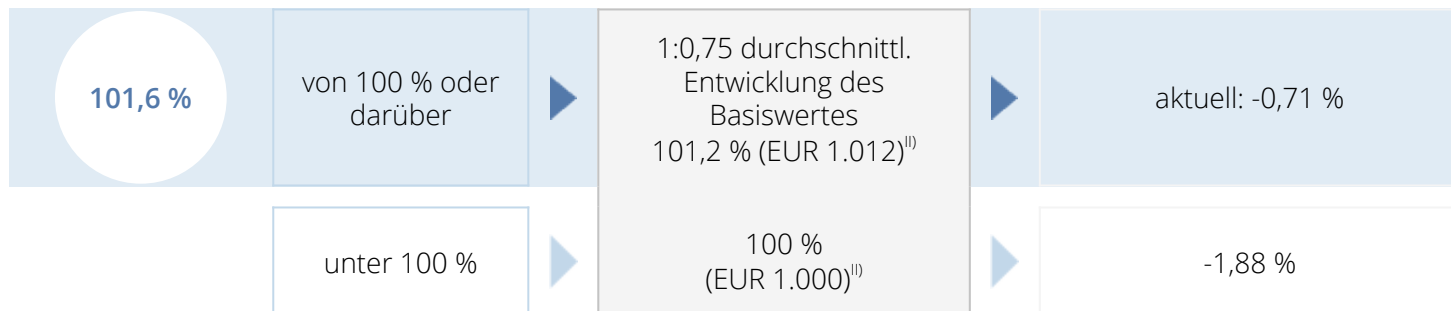 101,6 %
von 100 % oder
darüber
1:0,75 durchschnittl.
Entwicklung des
Basiswertes
101,2 % (EUR 1.012)II)
aktuell: -0,71 %
unter 100 %
100 %
(EUR 1.000)II)
-1,88 %